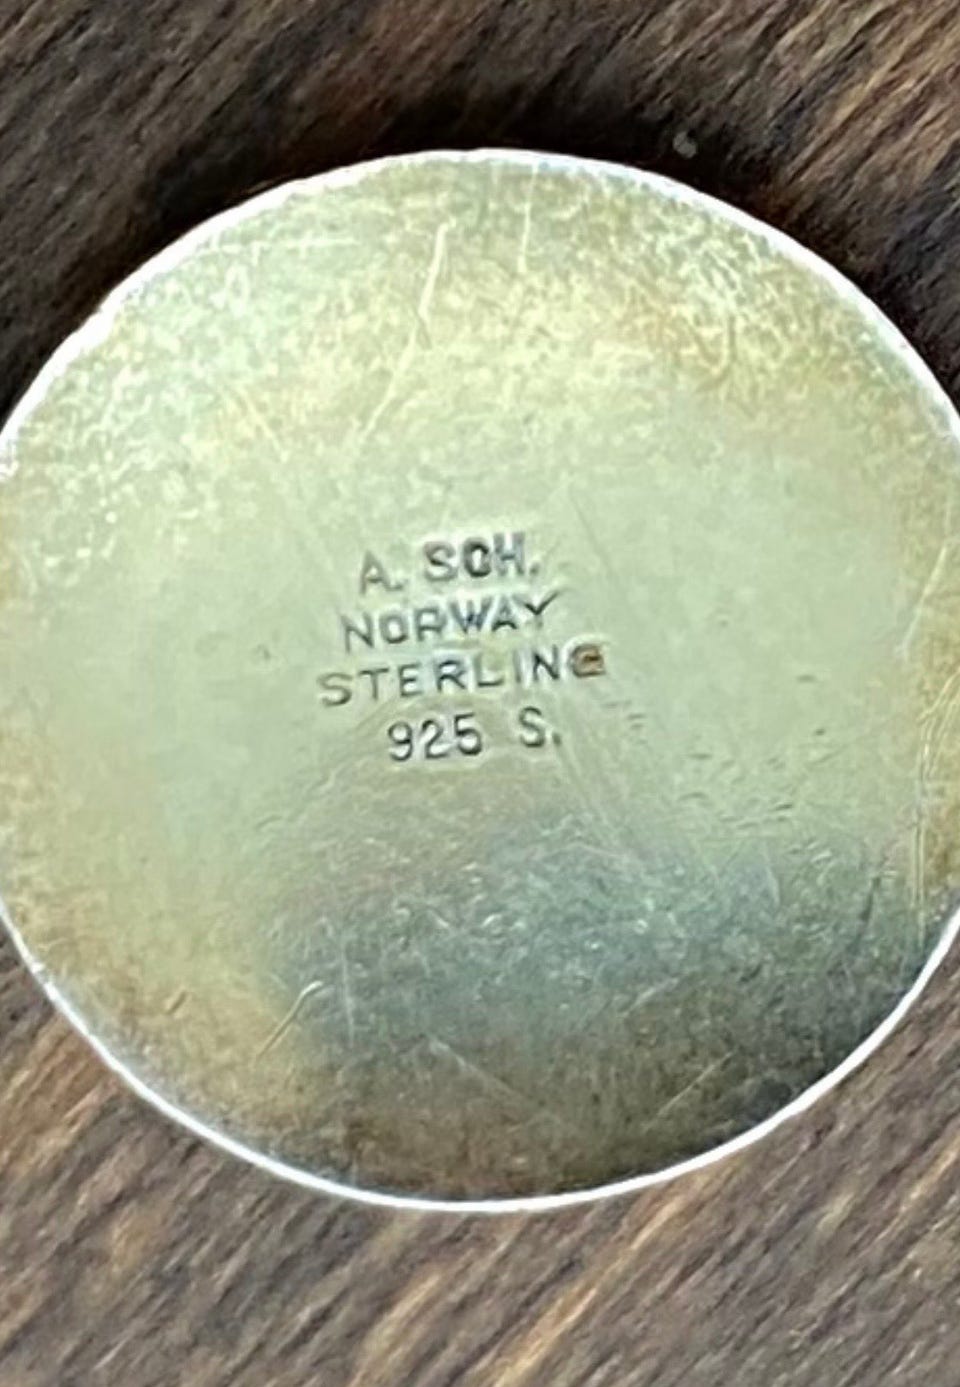 A. SCH.
NORWAY
STERLING
925 S.